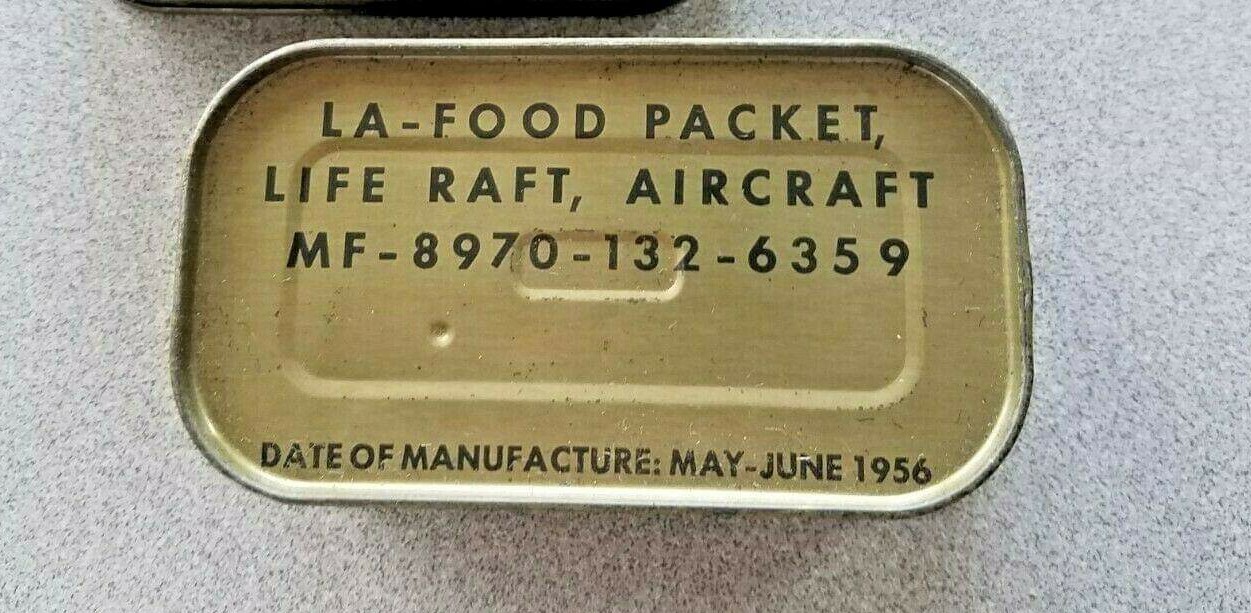 LA-FOOD PACKET,
LIFE RAFT, AIRCRAFT
MF-8970-132-6359
DATE OF MANUFACTURE: MAY-JUNE 1956